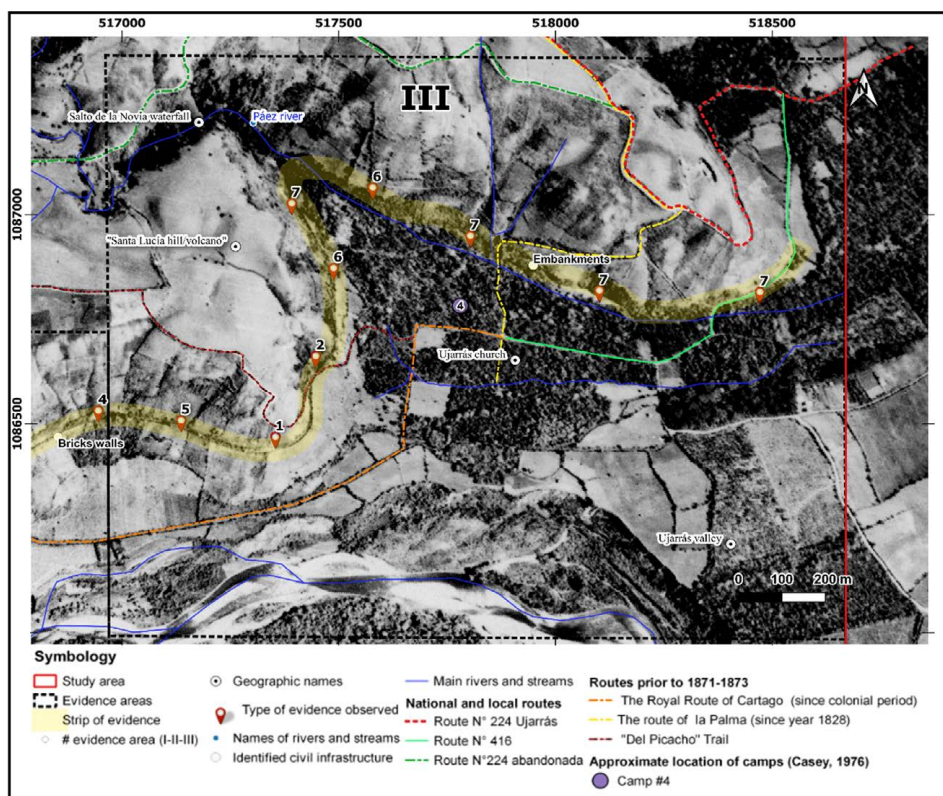 517000 517500 518000 518500
III
N
Salto de la Novia waterfall
Páez river
6
7
1087000
7
"Santa Lucía hill/volcano"
6
Embankments
7
7
4
Ujarrás church
2
4
5
1
1086500
Bricks walls
Ujarrás valley
0 100 200 m
Symbology
Study area
Evidence areas
Strip of evidence
# evidence area (I-II-III)
Geographic names
Type of evidence observed
Names of rivers and streams
Identified civil infrastructure
Main rivers and streams
National and local routes
Route N° 224 Ujarrás
Route N° 416
Route N°224 abandonada
Routes prior to 1871-1873
The Royal Route of Cartago (since colonial period)
The route of la Palma (since year 1828)
"Del Picacho" Trail
Approximate location of camps (Casey, 1976)
Camp #4